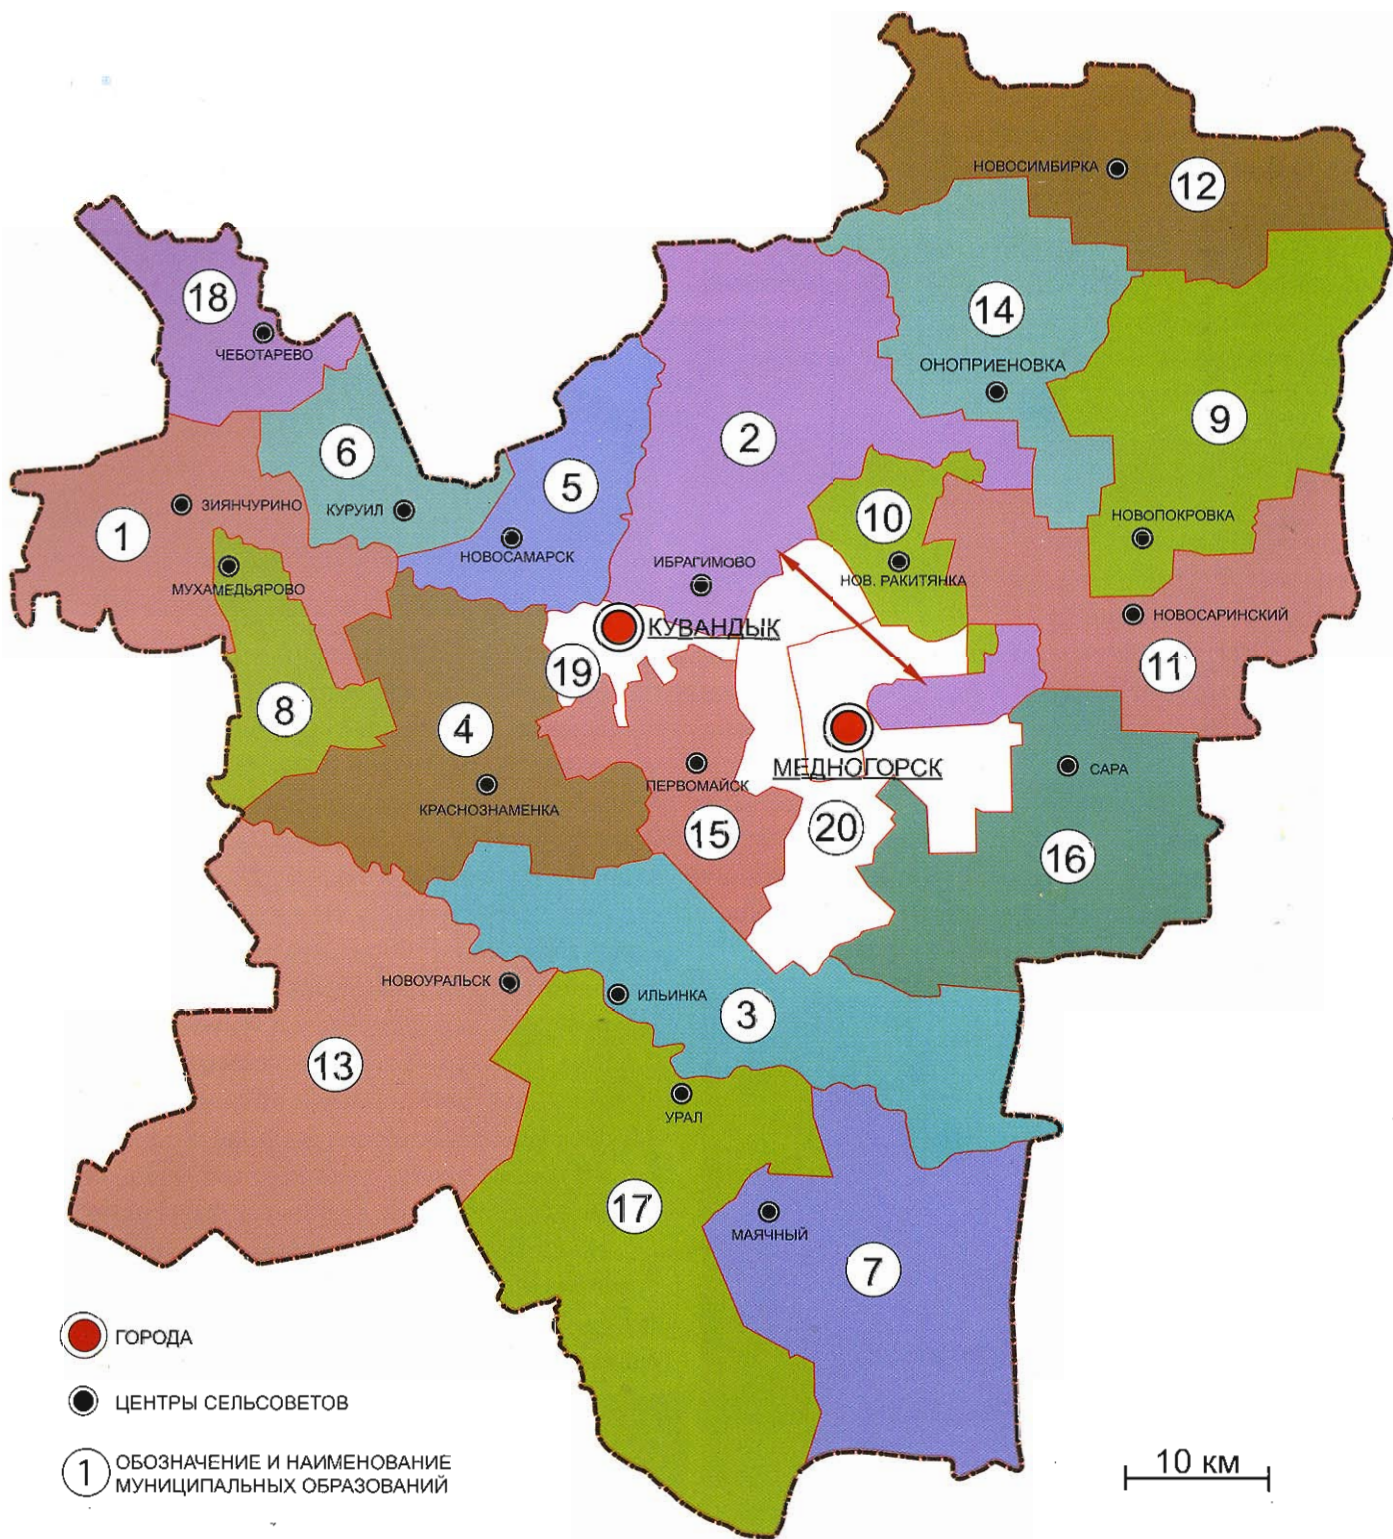 НОВОСИМБИРКА
12
18
ЧЕБОТАРЕВО
14
ОНОПРИЕНОВКА
2
9
6
5
1
ЗИЯНЧУРИНО
КУРУИЛ
10
НОВОПОКРОВКА
НОВОСАМАРСК
ИБРАГИМОВО
НОВ. РАКИТЯНКА
МУХАМЕДЬЯРОВО
НОВОСАРИНСКИЙ
КУВАНДЫК
19
11
8
4
МЕДНОГОРСК
САРА
ПЕРВОМАЙСК
КРАСНОЗНАМЕНКА
15
20
16
НОВОУРАЛЬСК
ИЛЬИНКА
3
13
УРАЛ
17
МАЯЧНЫЙ
7
ГОРОДА
ЦЕНТРЫ СЕЛЬСОВЕТОВ
1 ОБОЗНАЧЕНИЕ И НАИМЕНОВАНИЕ
МУНИЦИПАЛЬНЫХ ОБРАЗОВАНИЙ
10 КМ